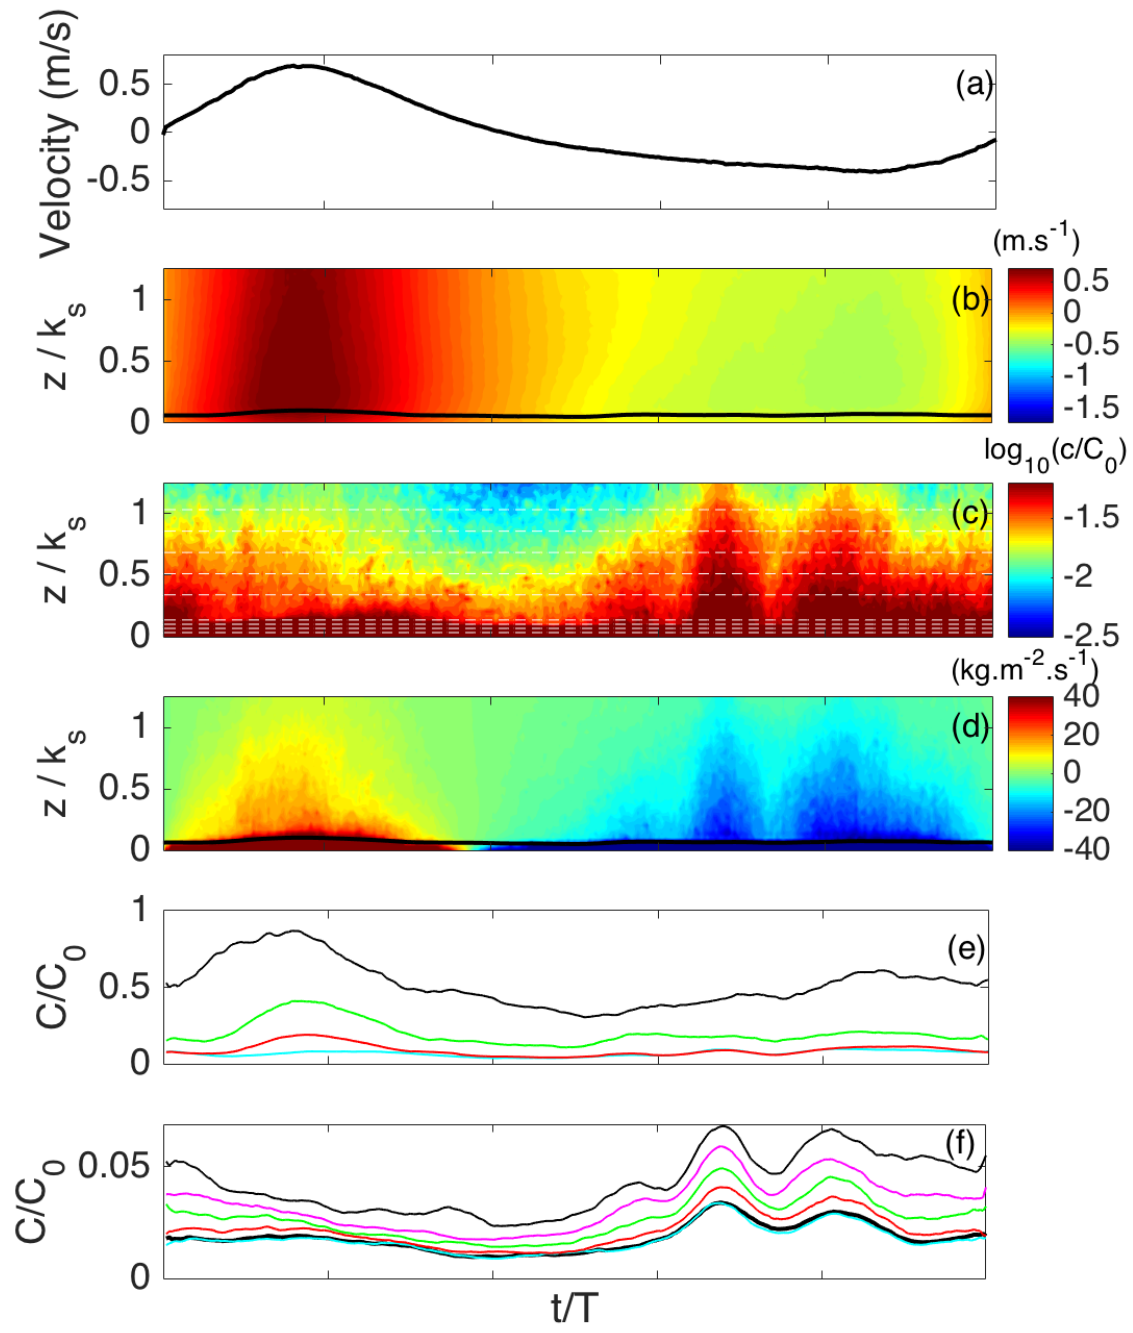 Velocity (m/s)
0.5
0
-0.5
(a)
(m.s⁻¹)
z / kₛ
1
0.5
0
(b)
0.5
0
-0.5
-1
-1.5
log₁₀(c/C₀)
z / kₛ
1
0.5
0
(c)
-1.5
-2
-2.5
(kg.m⁻².s⁻¹)
z / kₛ
1
0.5
0
(d)
40
20
0
-20
-40
C/C₀
1
0.5
0
(e)
C/C₀
0.05
0
(f)
t/T